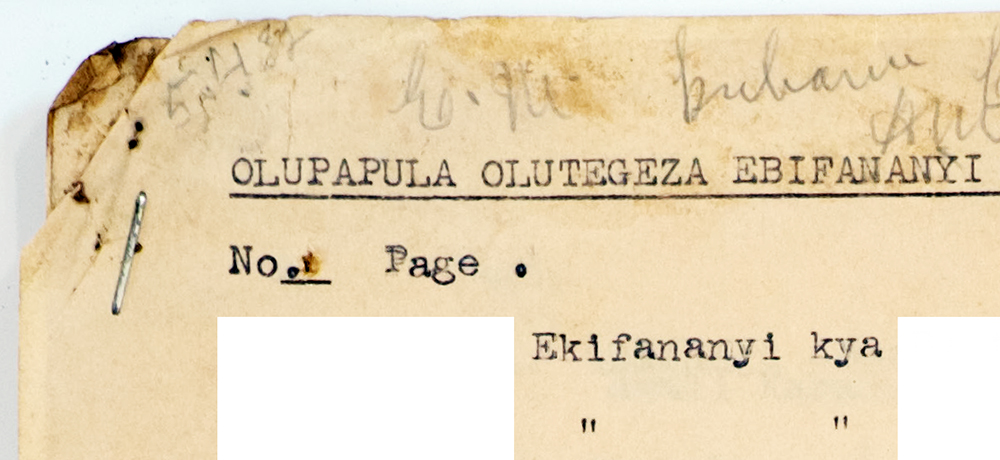 OLUPAPULA OLUTEGEZA EBIFANANYI
No. Page .
Ekifananyi kya
" "